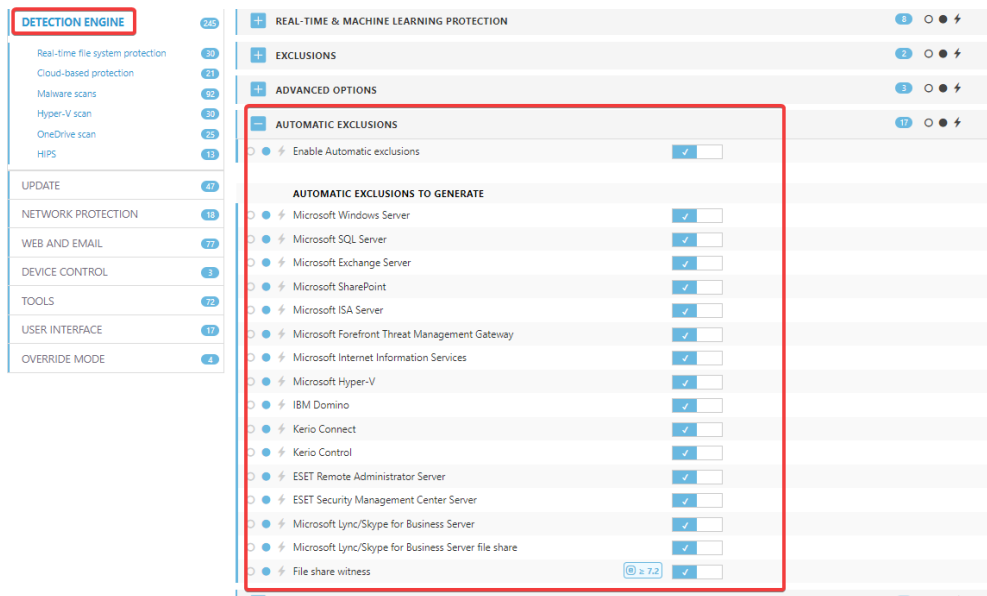 DETECTION ENGINE 245
Real-time file system protection 30
Cloud-based protection 21
Malware scans 92
Hyper-V scan 30
OneDrive scan 25
HIPS 13
UPDATE 47
NETWORK PROTECTION 18
WEB AND EMAIL 77
DEVICE CONTROL 3
TOOLS 72
USER INTERFACE 17
OVERRIDE MODE 4
REAL-TIME & MACHINE LEARNING PROTECTION 8
EXCLUSIONS 2
ADVANCED OPTIONS 3
AUTOMATIC EXCLUSIONS 17
Enable Automatic exclusions
AUTOMATIC EXCLUSIONS TO GENERATE
Microsoft Windows Server
Microsoft SQL Server
Microsoft Exchange Server
Microsoft SharePoint
Microsoft ISA Server
Microsoft Forefront Threat Management Gateway
Microsoft Internet Information Services
Microsoft Hyper-V
IBM Domino
Kerio Connect
Kerio Control
ESET Remote Administrator Server
ESET Security Management Center Server
Microsoft Lync/Skype for Business Server
Microsoft Lync/Skype for Business Server file share
File share witness ≥ 7.2